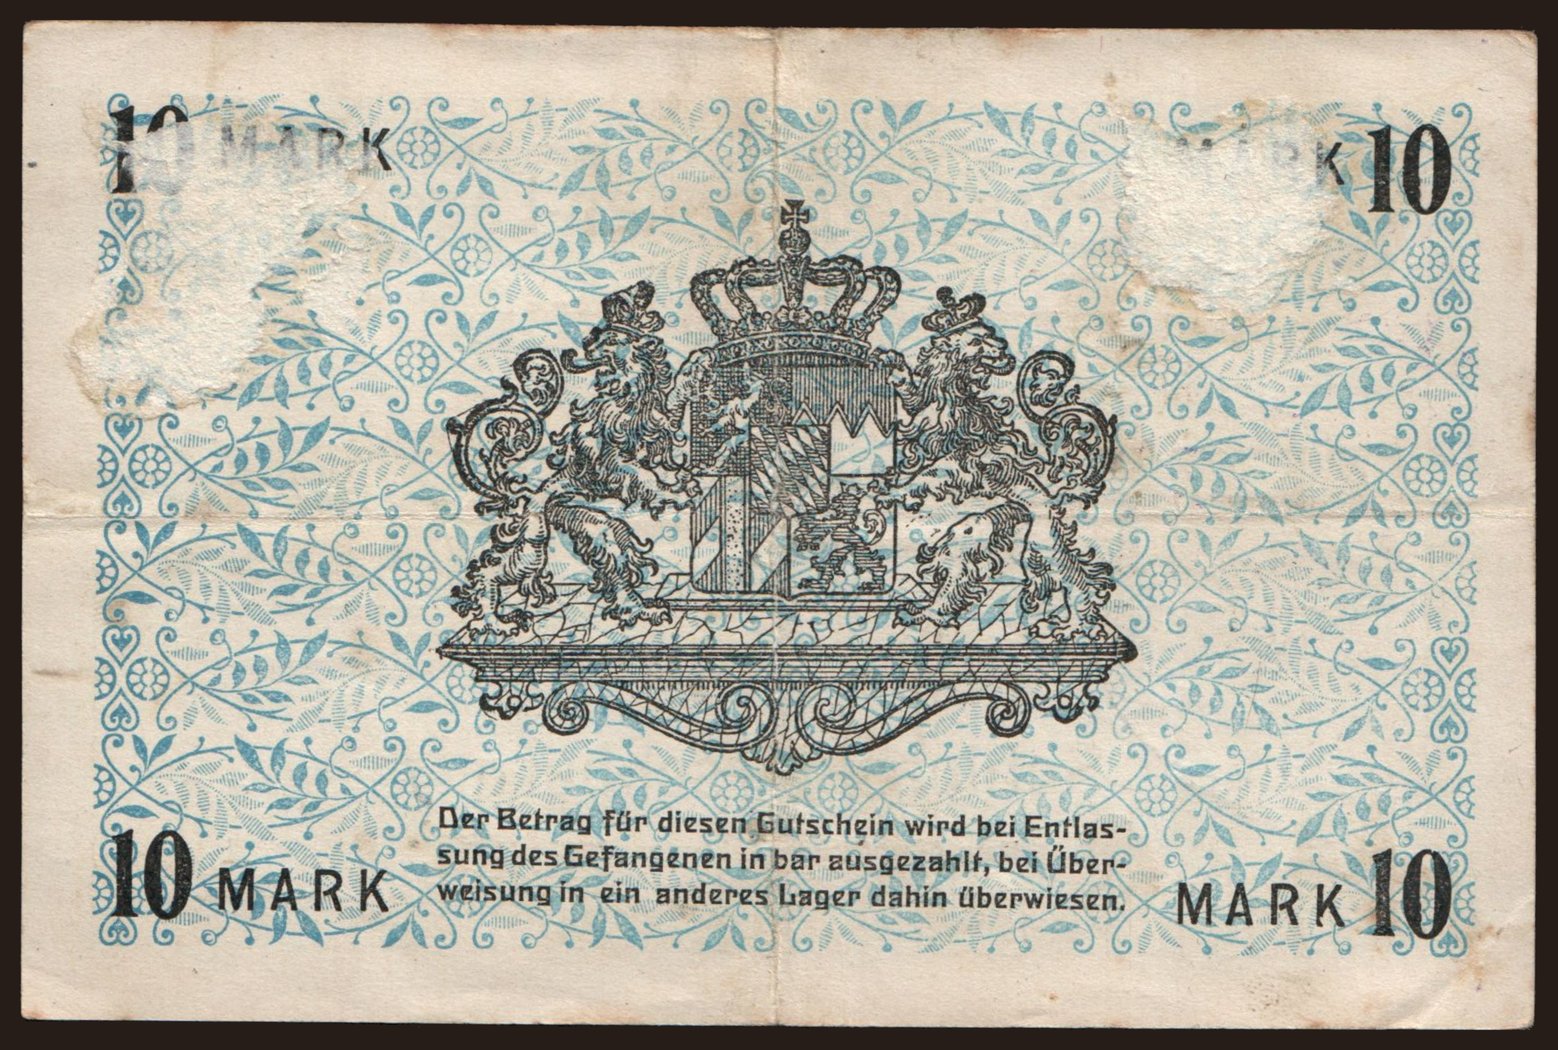 10 MARK
MARK 10
Der Betrag für diesen Gutschein wird bei Entlas-
sung des Gefangenen in bar ausgezahlt, bei Über-
weisung in ein anderes Lager dahin überwiesen.
10 MARK
MARK 10